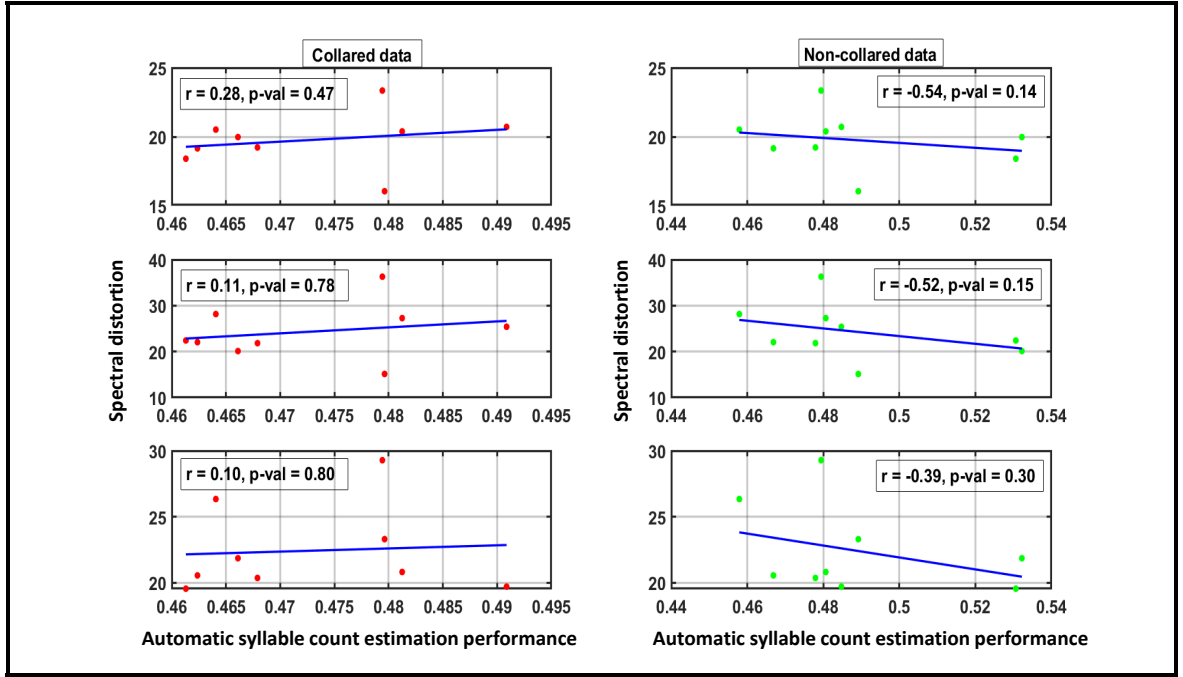 Collared data
Non-collared data
25
20
15
r = 0.28, p-val = 0.47
0.46 0.465 0.47 0.475 0.48 0.485 0.49 0.495
r = -0.54, p-val = 0.14
25
20
15
0.44 0.46 0.48 0.5 0.52 0.54
Spectral distortion
40
30
20
10
r = 0.11, p-val = 0.78
0.46 0.465 0.47 0.475 0.48 0.485 0.49 0.495
Spectral distortion
40
30
20
10
r = -0.52, p-val = 0.15
0.44 0.46 0.48 0.5 0.52 0.54
30
25
20
r = 0.10, p-val = 0.80
0.46 0.465 0.47 0.475 0.48 0.485 0.49 0.495
30
25
20
r = -0.39, p-val = 0.30
0.44 0.46 0.48 0.5 0.52 0.54
Automatic syllable count estimation performance
Automatic syllable count estimation performance